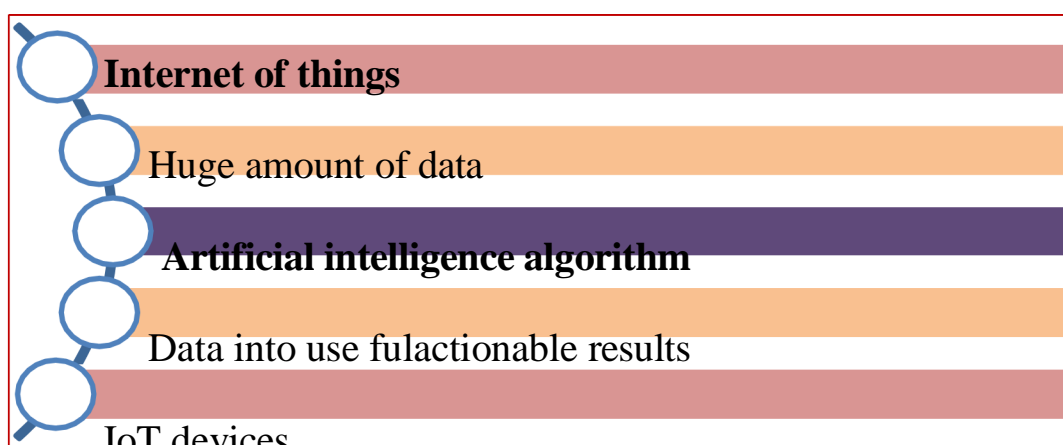 Internet of things
Huge amount of data
Artificial intelligence algorithm
Data into use fulactionable results
IoT devices